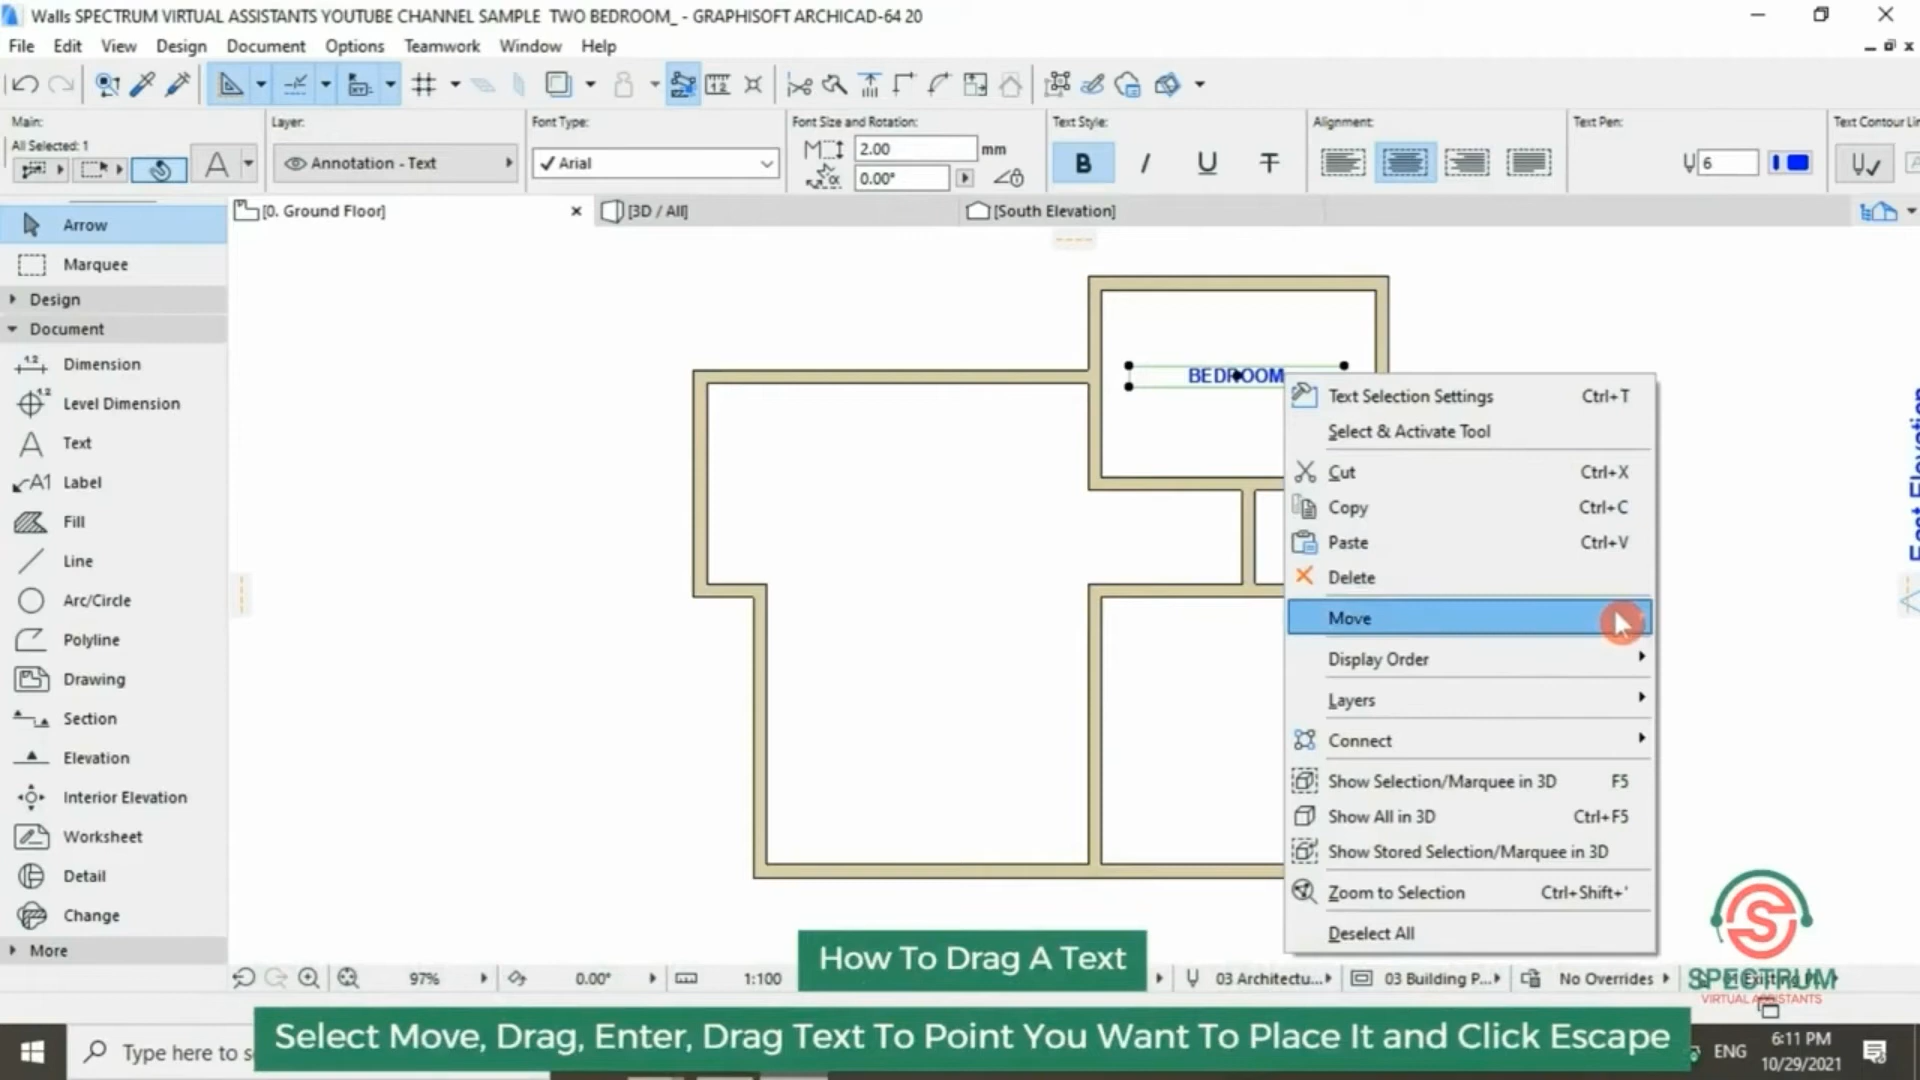 Walls SPECTRUM VIRTUAL ASSISTANTS YOUTUBE CHANNEL SAMPLE TWO BEDROOM_ - GRAPHISOFT ARCHICAD-64 20
File Edit View Design Document Options Teamwork Window Help
Main: Layer: Font Type: Font Size and Rotation: Text Style: Alignment: Text Pen: Text Contour Lin
All Selected: 1
Annotation - Text
Arial
2.00 mm
0.00°
B I U T
6
[0. Ground Floor] [3D / All] [South Elevation]
Arrow
Marquee
Design
Document
Dimension
Level Dimension
Text
Label
Fill
Line
Arc/Circle
Polyline
Drawing
Section
Elevation
Interior Elevation
Worksheet
Detail
Change
More
BEDROOM
Text Selection Settings Ctrl+T
Select & Activate Tool
Cut Ctrl+X
Copy Ctrl+C
Paste Ctrl+V
Delete
Move
Display Order
Layers
Connect
Show Selection/Marquee in 3D F5
Show All in 3D Ctrl+F5
Show Stored Selection/Marquee in 3D
Zoom to Selection Ctrl+Shift+'
Deselect All
East Elevation
97% 0.00° 1:100 03 Architectu... 03 Building P... No Overrides
How To Drag A Text
SPECTRUM
VIRTUAL ASSISTANTS
Select Move, Drag, Enter, Drag Text To Point You Want To Place It and Click Escape
Type here to s
ENG
6:11 PM
10/29/2021